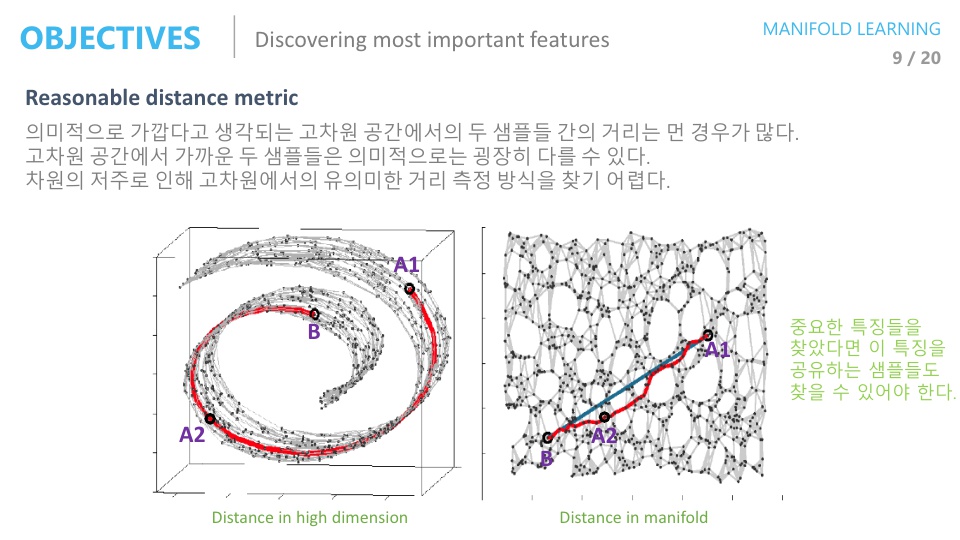 OBJECTIVES
Discovering most important features
MANIFOLD LEARNING
9 / 20
Reasonable distance metric
의미적으로 가깝다고 생각되는 고차원 공간에서의 두 샘플들 간의 거리는 먼 경우가 많다.
고차원 공간에서 가까운 두 샘플들은 의미적으로는 굉장히 다를 수 있다.
차원의 저주로 인해 고차원에서의 유의미한 거리 측정 방식을 찾기 어렵다.
A1
B
A2
A1
A2
B
중요한 특징들을
찾았다면 이 특징을
공유하는 샘플들도
찾을 수 있어야 한다.
Distance in high dimension
Distance in manifold